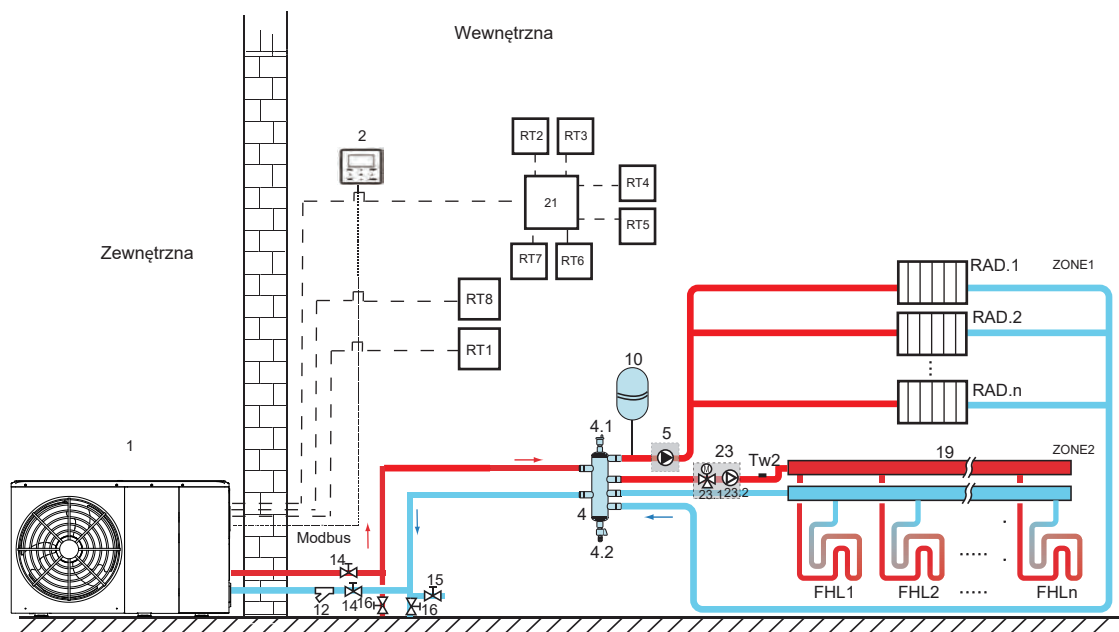 Wewnętrzna
2
RT2
RT3
RT4
21
RT5
RT7
RT6
Zewnętrzna
RT8
RT1
RAD.1
ZONE1
RAD.2
RAD.n
10
4.1
5
23
Tw2
19
ZONE2
M
23.1
23.2
4
4.2
1
Modbus
14
15
12
14
16
16
FHL1
FHL2
FHLn